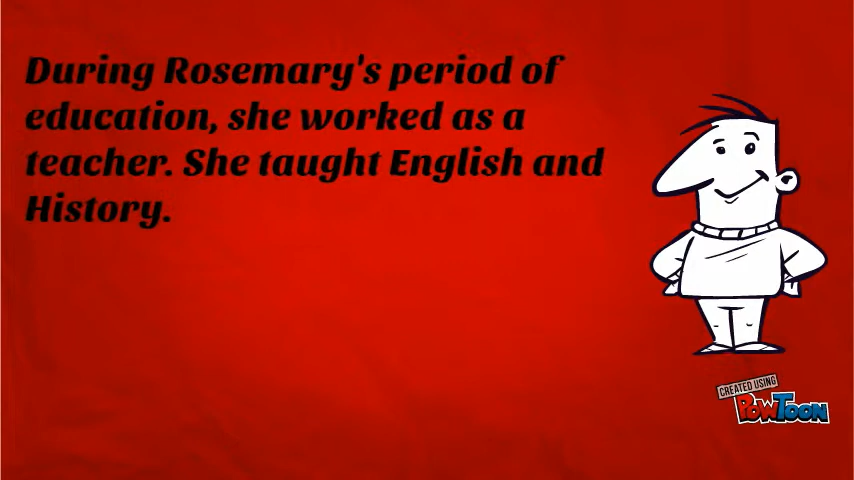 During Rosemary's period of
education, she worked as a
teacher. She taught English and
History.
CREATED USING
POWTOON